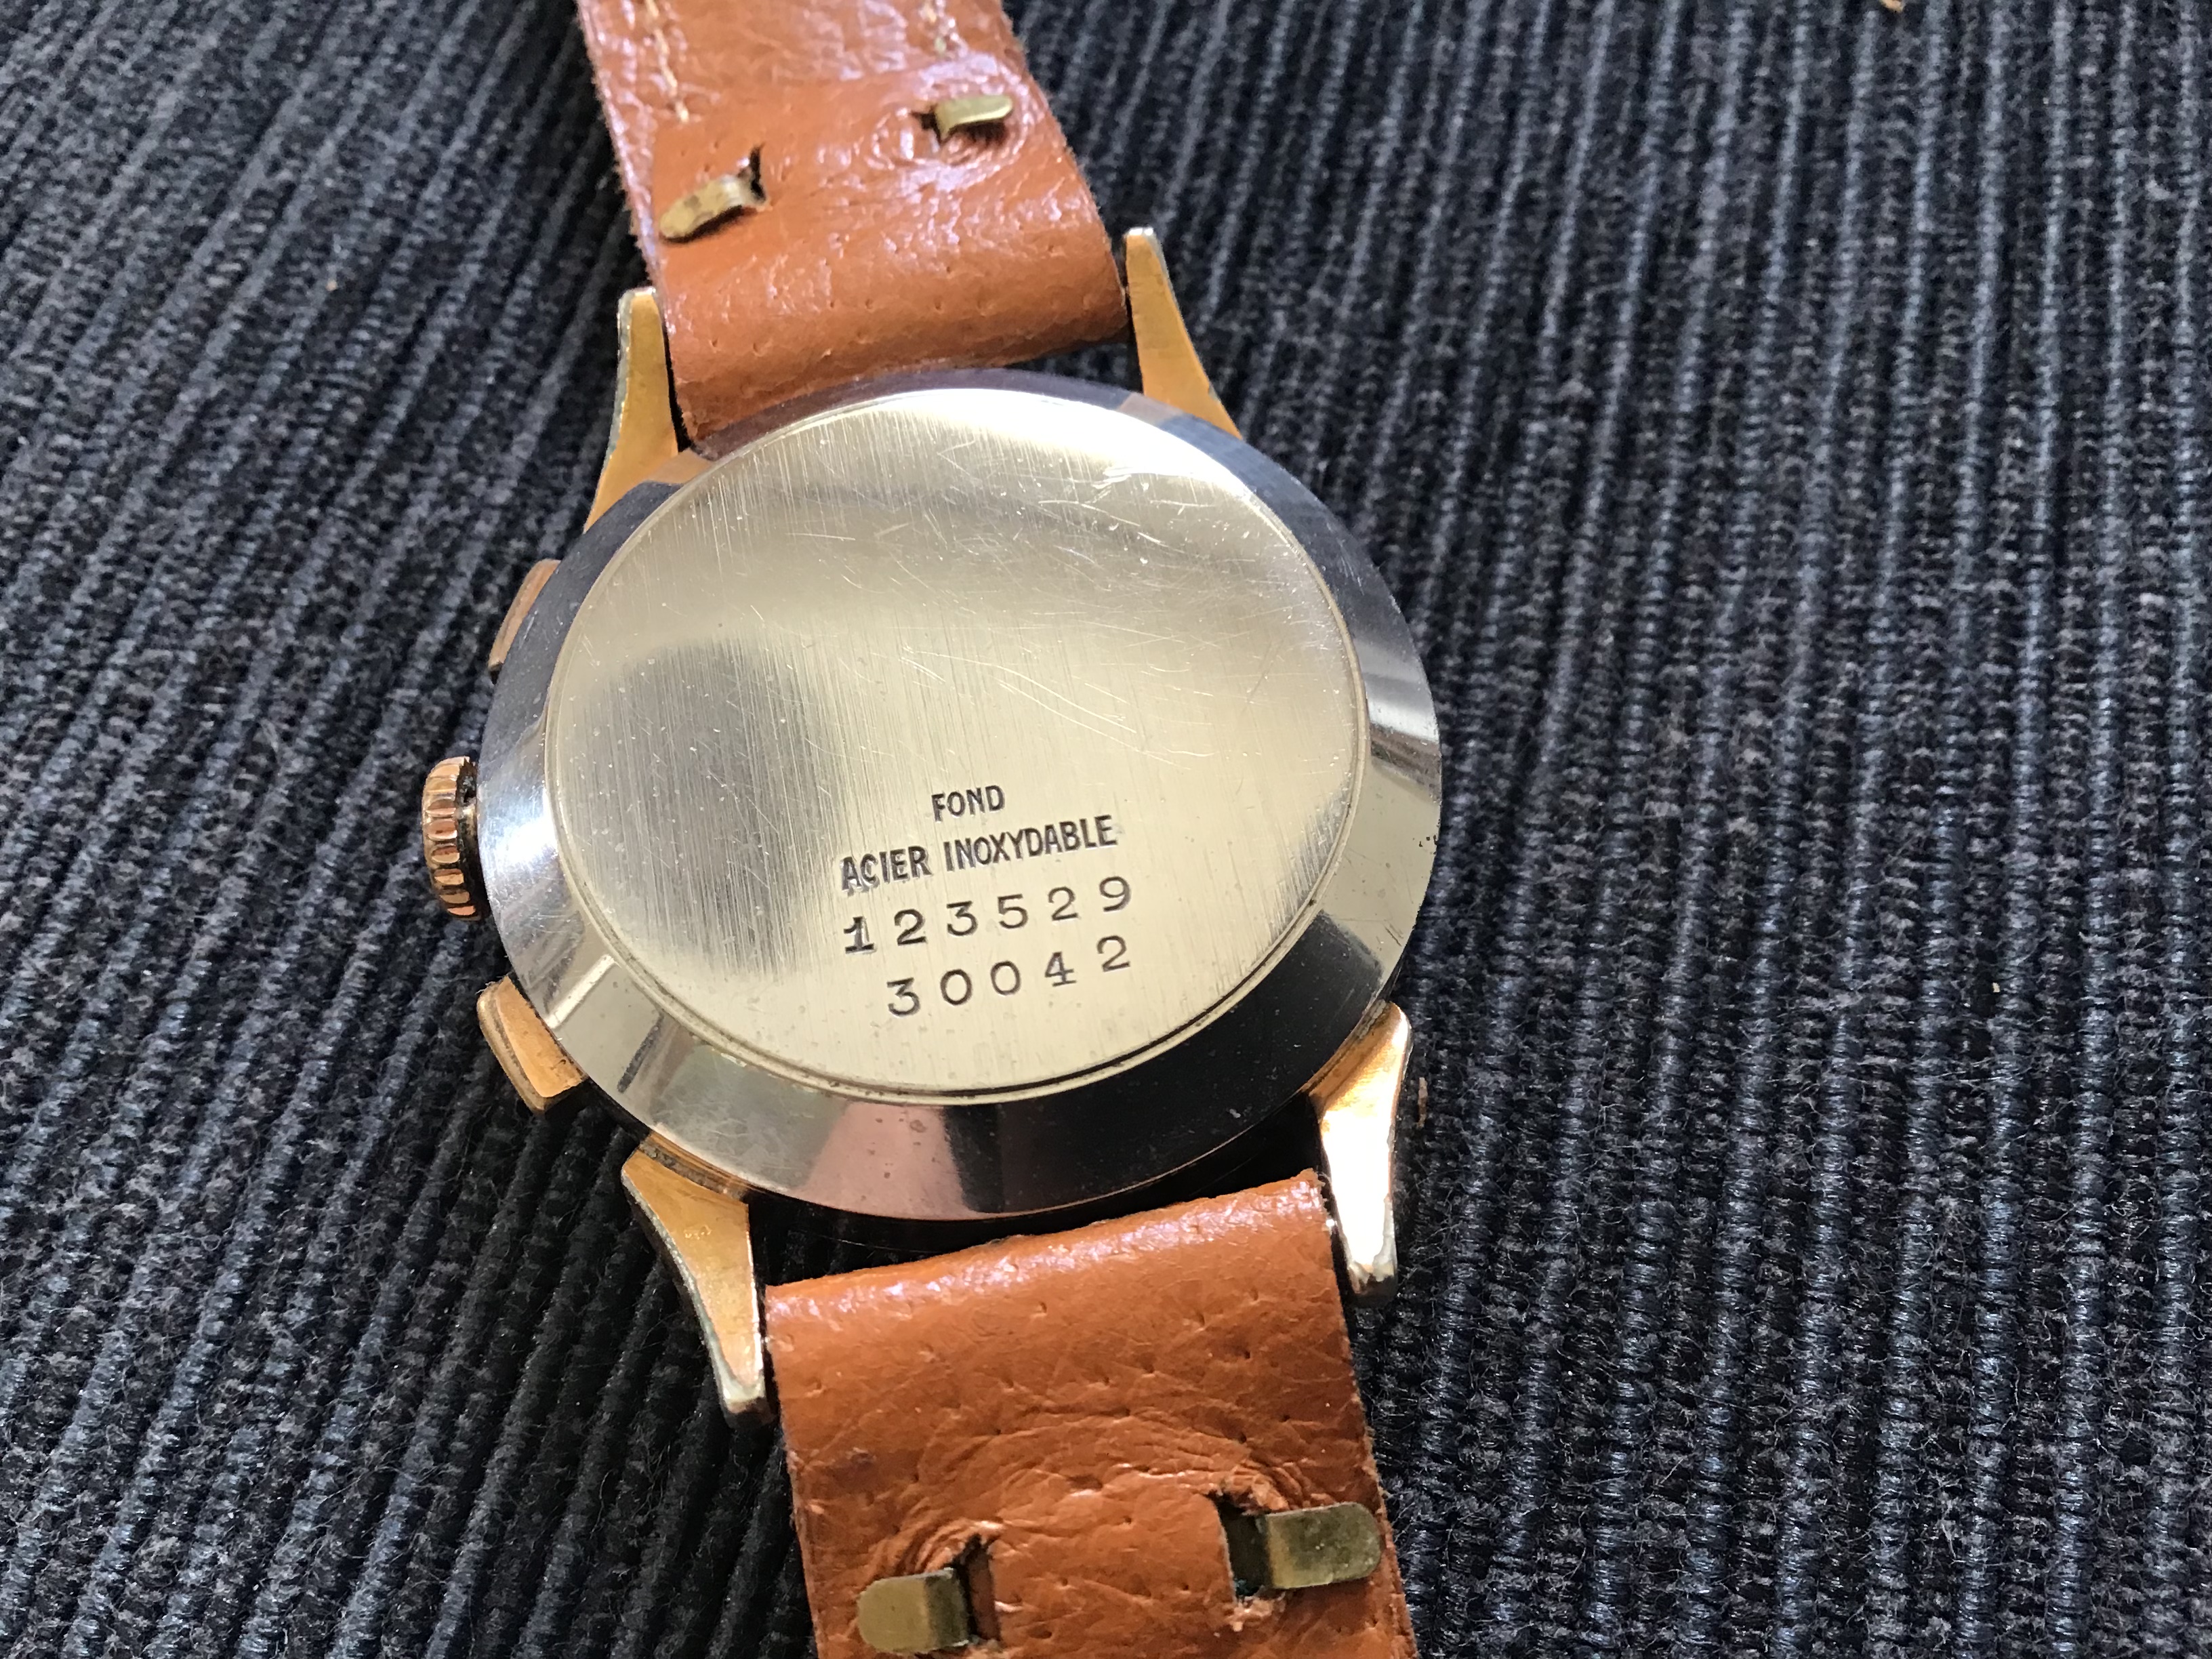 FOND
ACIER INOXYDABLE
123529
30042